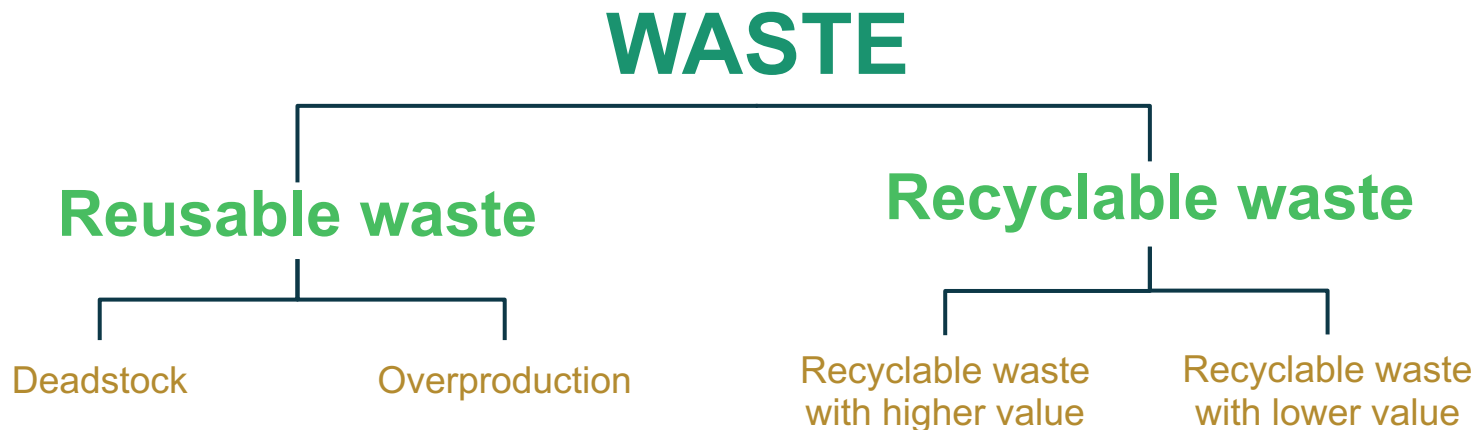 WASTE
Reusable waste
Recyclable waste
Deadstock
Overproduction
Recyclable waste
with higher value
Recyclable waste
with lower value